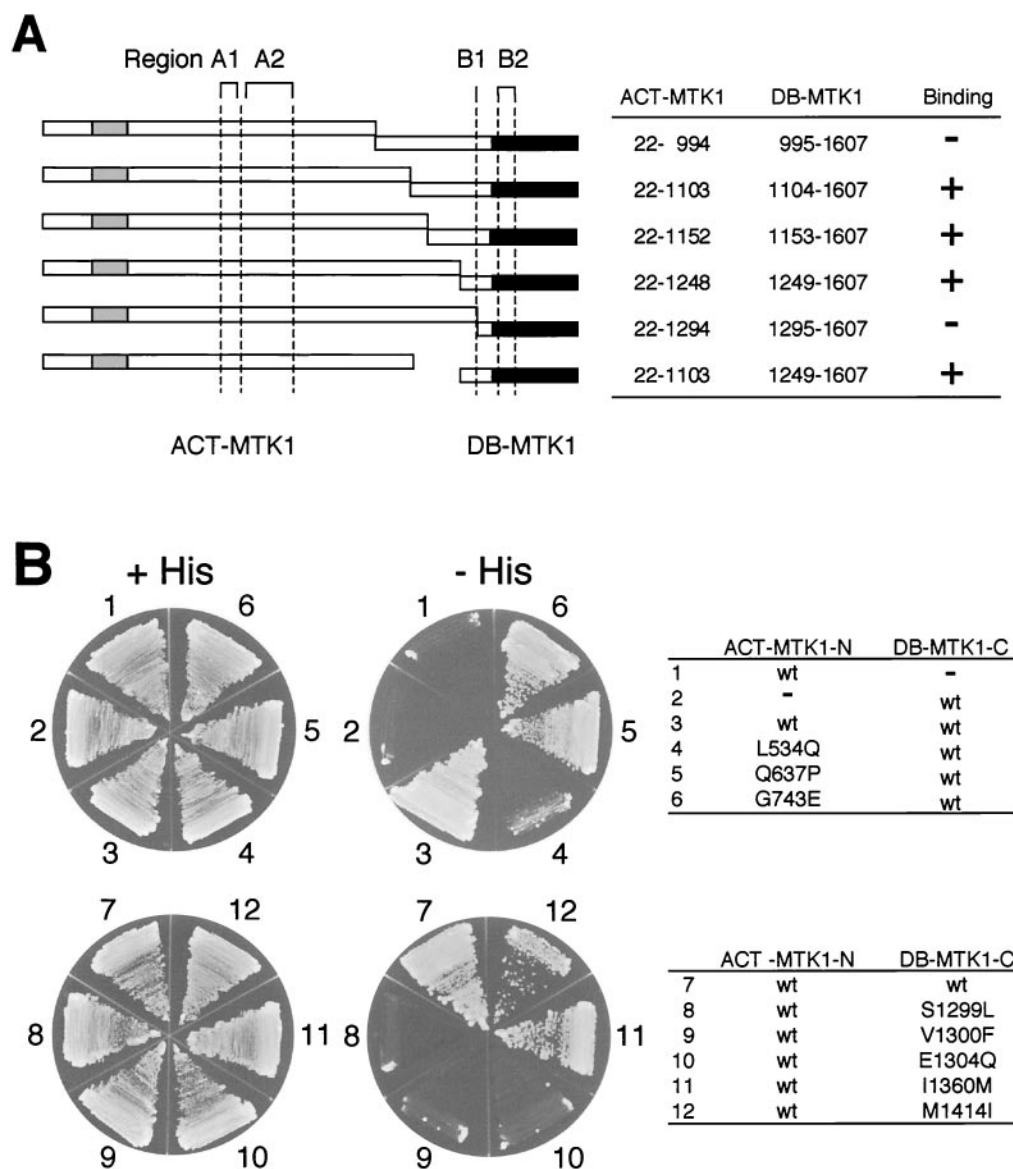 A
Region A1 A2 B1 B2
ACT-MTK1 DB-MTK1 Binding
22- 994 995-1607 -
22-1103 1104-1607 +
22-1152 1153-1607 +
22-1248 1249-1607 +
22-1294 1295-1607 -
22-1103 1249-1607 +
ACT-MTK1 DB-MTK1
B
+ His - His
1 6 1 6
2 5 2 5
3 4 3 4
ACT-MTK1-N DB-MTK1-C
1 wt -
2 - wt
3 wt wt
4 L534Q wt
5 Q637P wt
6 G743E wt
7 12 7 12
8 11 8 11
9 10 9 10
ACT -MTK1-N DB-MTK1-C
7 wt wt
8 wt S1299L
9 wt V1300F
10 wt E1304Q
11 wt I1360M
12 wt M1414I